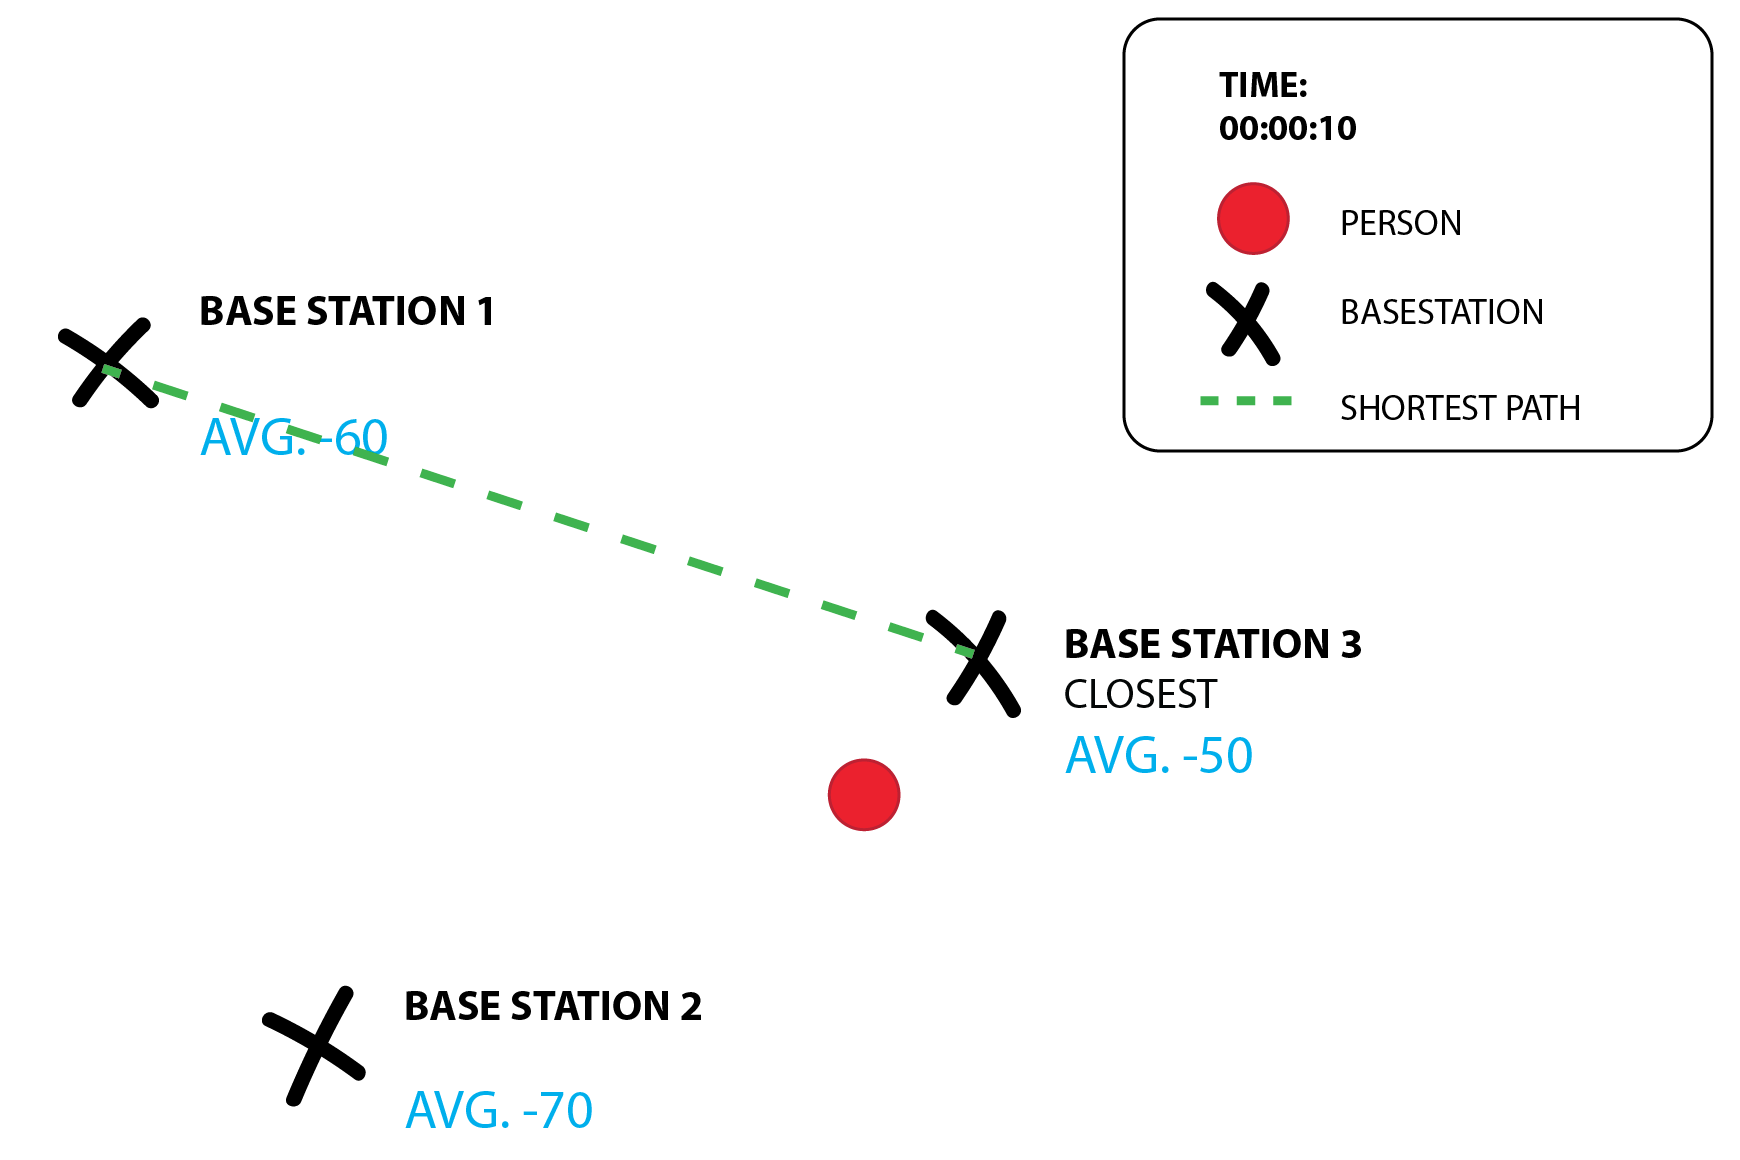 TIME:
00:00:10
PERSON
BASESTATION
SHORTEST PATH
BASE STATION 1
AVG. -60
BASE STATION 3
CLOSEST
AVG. -50
BASE STATION 2
AVG. -70